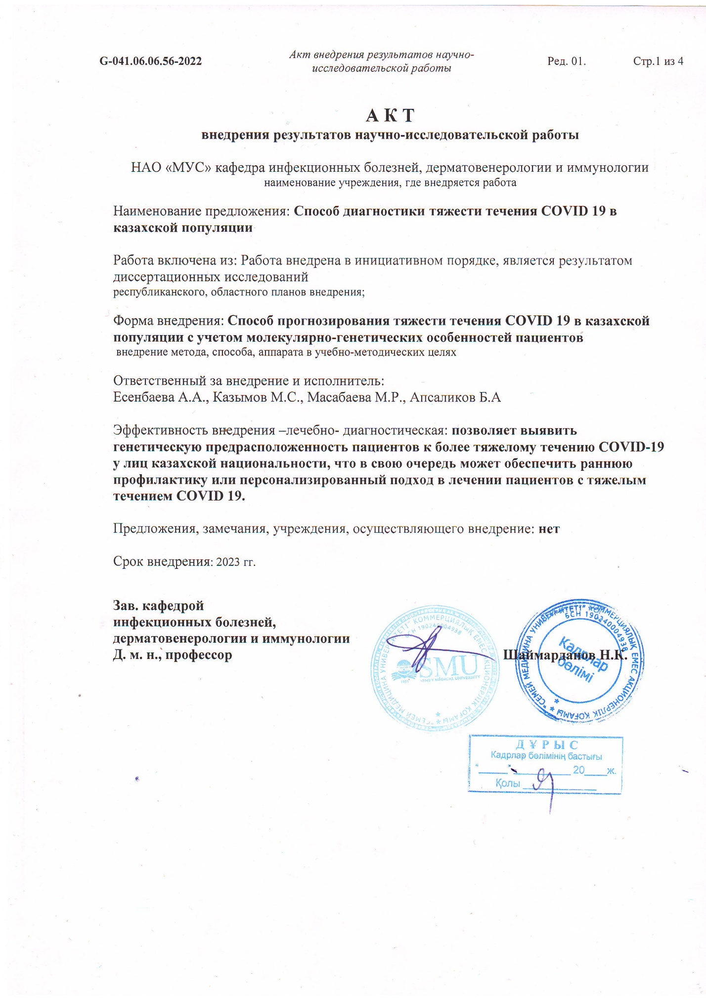 G-041.06.06.56-2022
Акт внедрения результатов научно-
исследовательской работы
Ред. 01.
Стр.1 из 4
А К Т
внедрения результатов научно-исследовательской работы
НАО «МУС» кафедра инфекционных болезней, дерматовенерологии и иммунологии
наименование учреждения, где внедряется работа
Наименование предложения: Способ диагностики тяжести течения COVID 19 в
казахской популяции
Работа включена из: Работа внедрена в инициативном порядке, является результатом
диссертационных исследований
республиканского, областного планов внедрения;
Форма внедрения: Способ прогнозирования тяжести течения COVID 19 в казахской
популяции с учетом молекулярно-генетических особенностей пациентов
внедрение метода, способа, аппарата в учебно-методических целях
Ответственный за внедрение и исполнитель:
Есенбаева А.А., Казымов М.С., Масабаева М.Р., Апсаликов Б.А
Эффективность внедрения –лечебно- диагностическая: позволяет выявить
генетическую предрасположенность пациентов к более тяжелому течению COVID-19
у лиц казахской национальности, что в свою очередь может обеспечить раннюю
профилактику или персонализированный подход в лечении пациентов с тяжелым
течением COVID 19.
Предложения, замечания, учреждения, осуществляющего внедрение: нет
Срок внедрения: 2023 гг.
Зав. кафедрой
инфекционных болезней,
дерматовенерологии и иммунологии
Д. м. н., профессор
Шаймарданов Н.К.
"СЕМЕЙ МЕДИЦИНА УНИВЕРСИТЕТІ" КОММЕРЦИЯЛЫҚ ЕМЕС АКЦИОНЕРЛІК ҚОҒАМЫ
БСН 190240004938
SMU
SEMEY MEDICAL UNIVERSITY
1953
"СЕМЕЙ МЕДИЦИНА УНИВЕРСИТЕТІ" КОММЕРЦИЯЛЫҚ ЕМЕС АКЦИОНЕРЛІК ҚОҒАМЫ
БСН 190240004938
Кадрлар
бөлімі
Д Ұ Р Ы С
Кадрлар бөлімінің бастығы
"_____" __________ 20____ж.
Қолы _____________